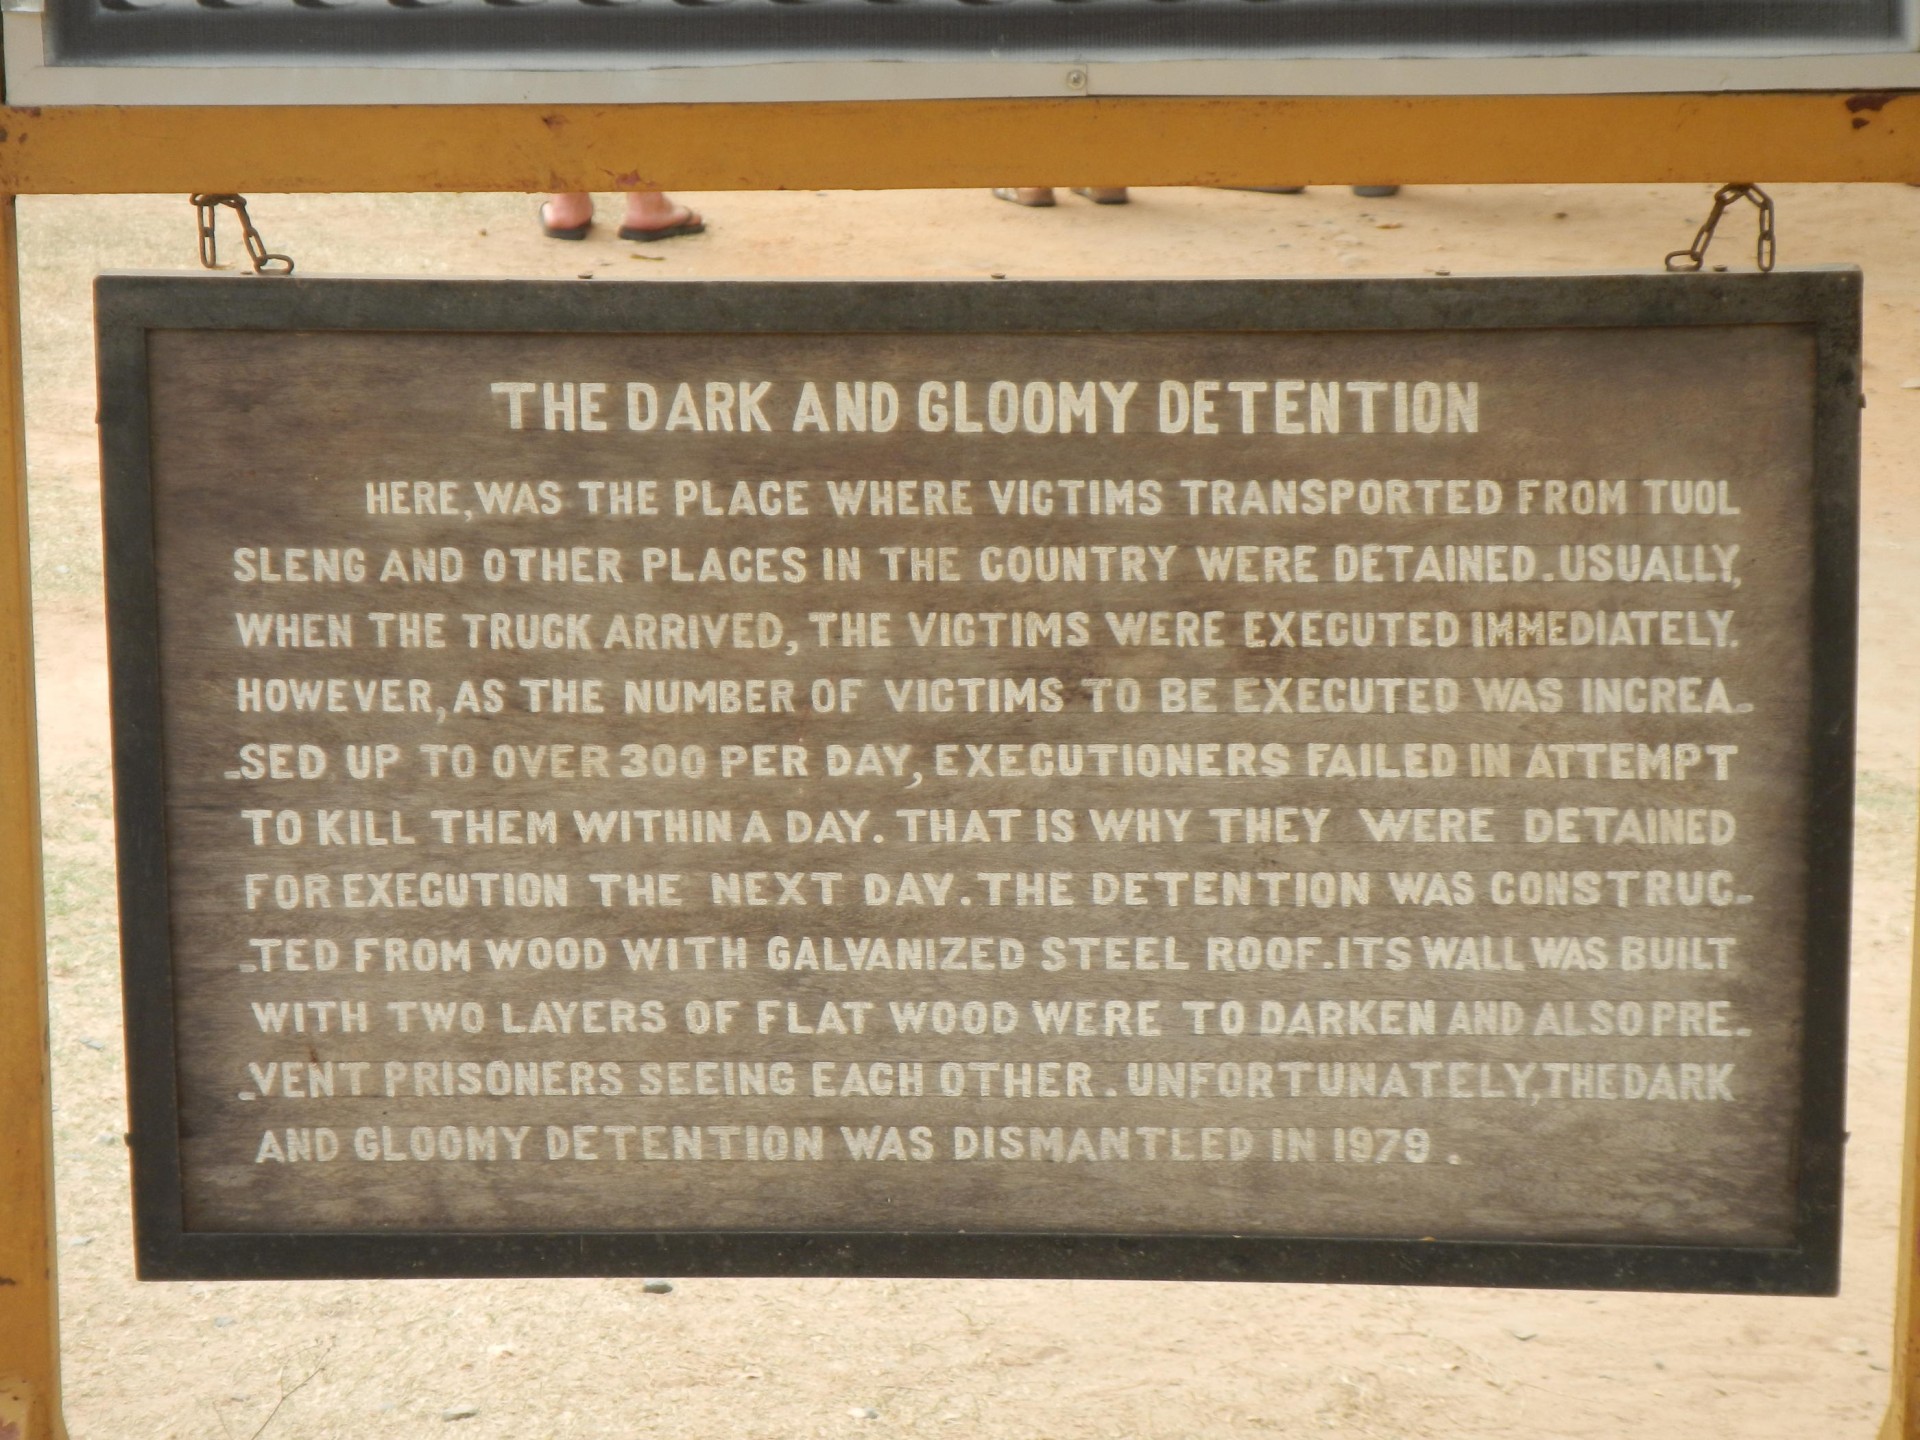 THE DARK AND GLOOMY DETENTION
HERE, WAS THE PLACE WHERE VICTIMS TRANSPORTED FROM TUOL
SLENG AND OTHER PLACES IN THE COUNTRY WERE DETAINED. USUALLY,
WHEN THE TRUCK ARRIVED, THE VICTIMS WERE EXECUTED IMMEDIATELY.
HOWEVER, AS THE NUMBER OF VICTIMS TO BE EXECUTED WAS INCREA-
-SED UP TO OVER 300 PER DAY, EXECUTIONERS FAILED IN ATTEMPT
TO KILL THEM WITHIN A DAY. THAT IS WHY THEY WERE DETAINED
FOR EXECUTION THE NEXT DAY. THE DETENTION WAS CONSTRUC-
-TED FROM WOOD WITH GALVANIZED STEEL ROOF. ITS WALL WAS BUILT
WITH TWO LAYERS OF FLAT WOOD WERE TO DARKEN AND ALSO PRE-
-VENT PRISONERS SEEING EACH OTHER. UNFORTUNATELY, THE DARK
AND GLOOMY DETENTION WAS DISMANTLED IN 1979.